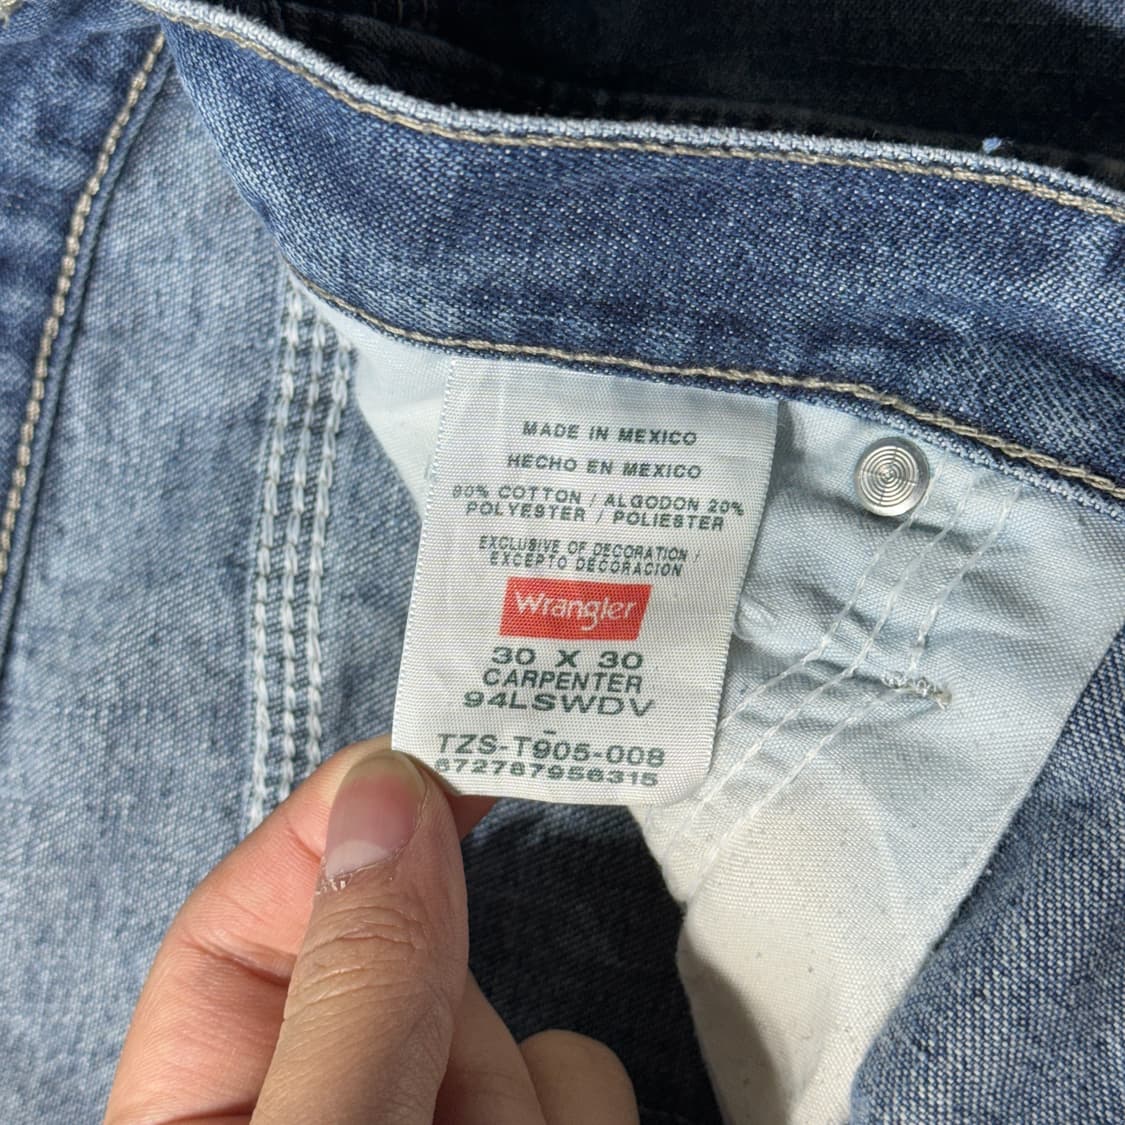 MADE IN MEXICO
HECHO EN MEXICO
80% COTTON / ALGODON 20%
POLYESTER / POLIESTER
EXCLUSIVE OF DECORATION /
EXCEPTO DECORACION
Wrangler
30 X 30
CARPENTER
94LSWDV
-
TZS-T905-008